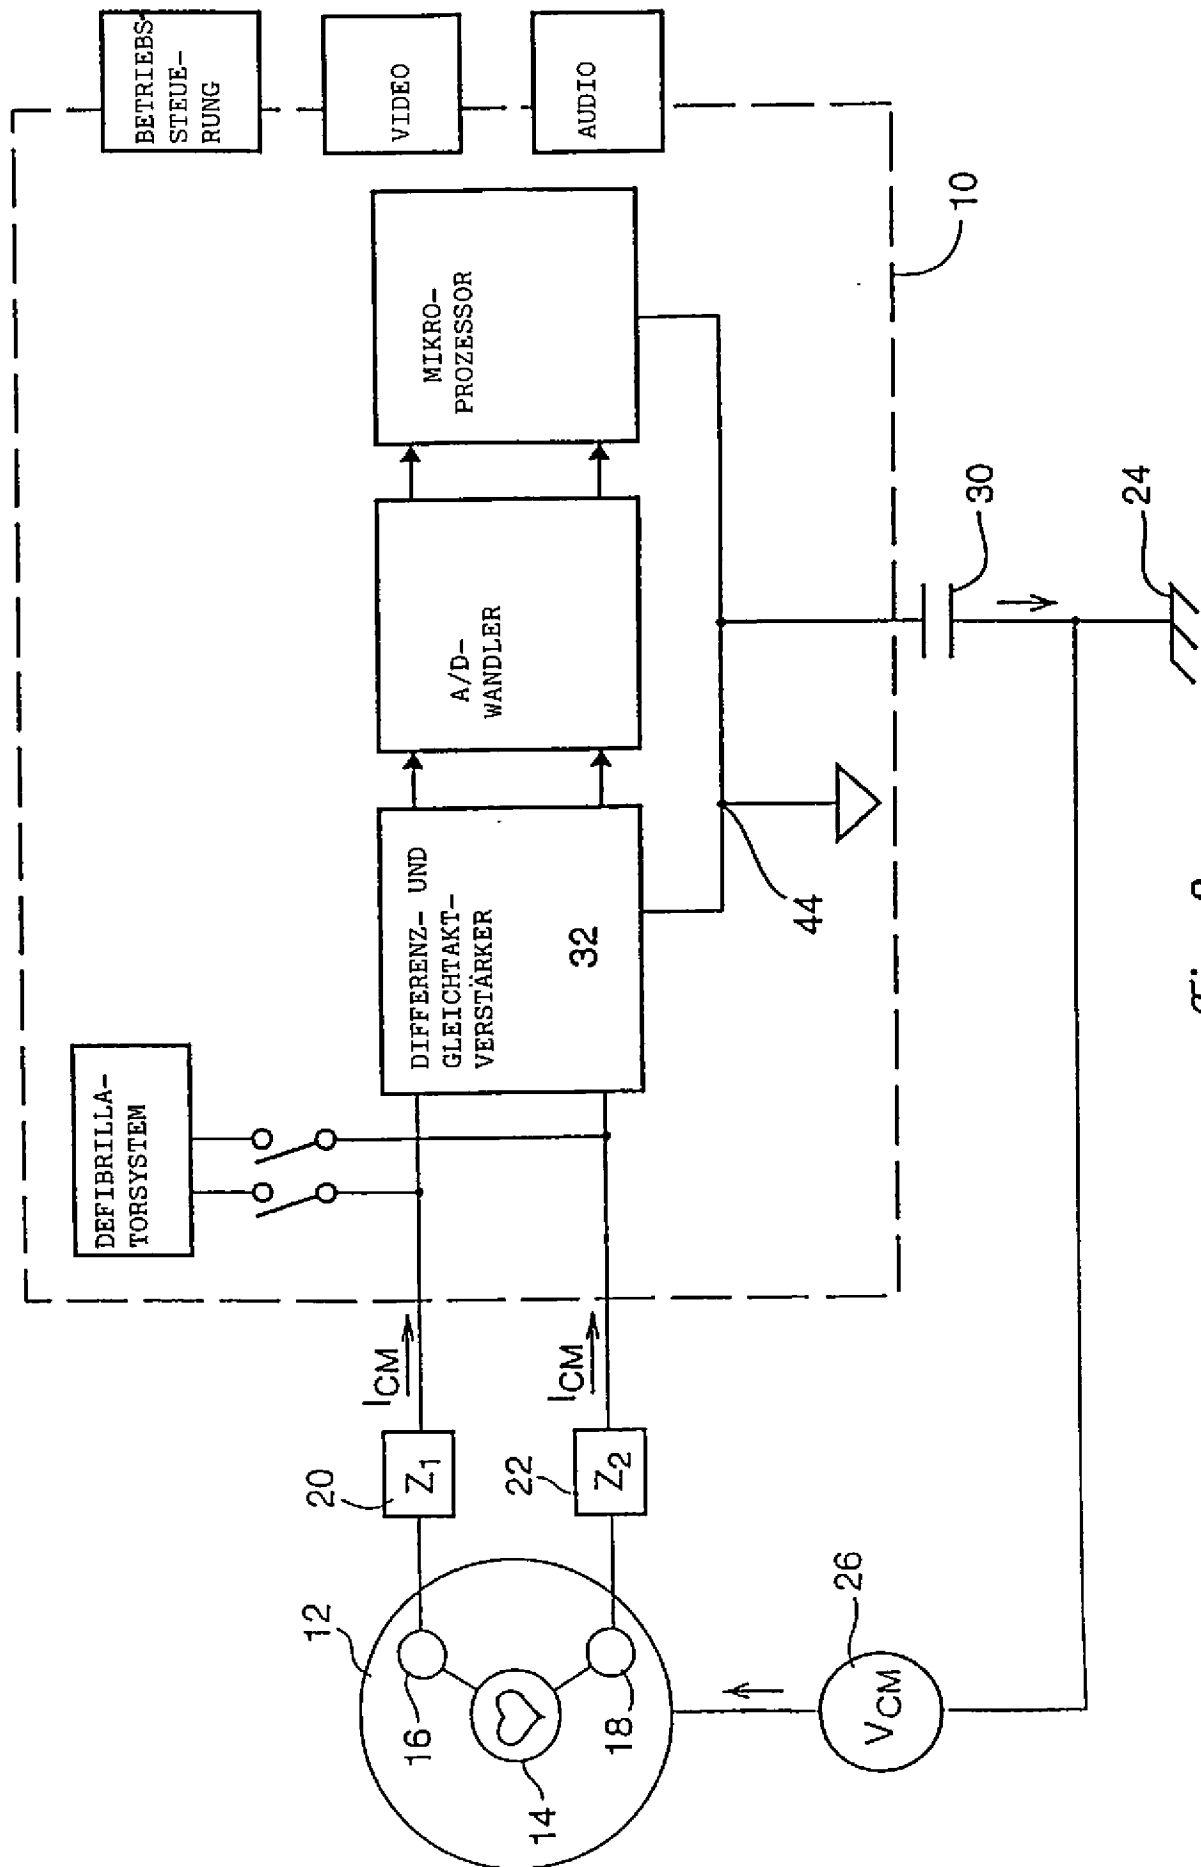 BETRIEBS-
STEUE-
RUNG
VIDEO
AUDIO
DEFIBRILLA-
TORSYSTEM
DIFFERENZ- UND
GLEICHTAKT-
VERSTÄRKER
32
A/D-
WANDLER
MIKRO-
PROZESSOR
10
12
14
16
18
20
Z1
ICM
22
Z2
ICM
44
30
24
26
VCM